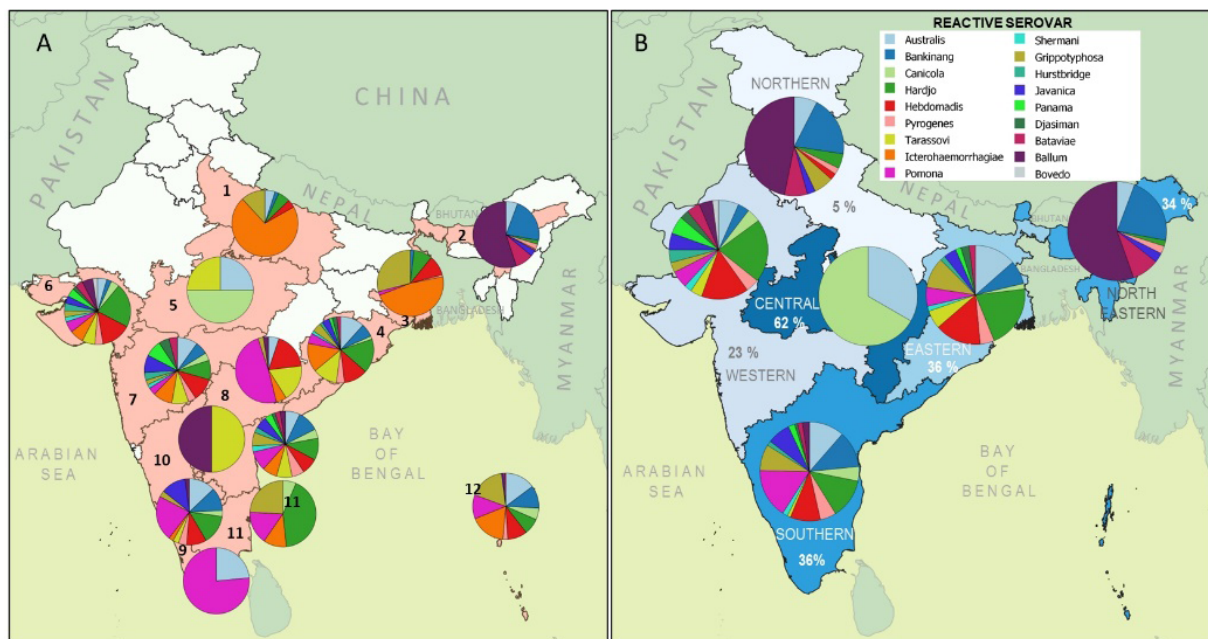 A
CHINA
PAKISTAN
NEPAL
BHUTAN
BANGLADESH
MYANMAR
ARABIAN
SEA
BAY
OF
BENGAL
1
2
3
4
5
6
7
8
9
10
11
11
12
B
REACTIVE SEROVAR
Australis
Bankinang
Canicola
Hardjo
Hebdomadis
Pyrogenes
Tarassovi
Icterohaemorrhagiae
Pomona
Shermani
Grippotyphosa
Hurstbridge
Javanica
Panama
Djasiman
Bataviae
Ballum
Bovedo
PAKISTAN
NORTHERN
NEPAL
5 %
BHUTAN
34 %
BANGLADESH
NORTH
EASTERN
CENTRAL
62 %
EASTERN
36 %
23 %
WESTERN
MYANMAR
ARABIAN
SEA
BAY
OF
BENGAL
SOUTHERN
36%